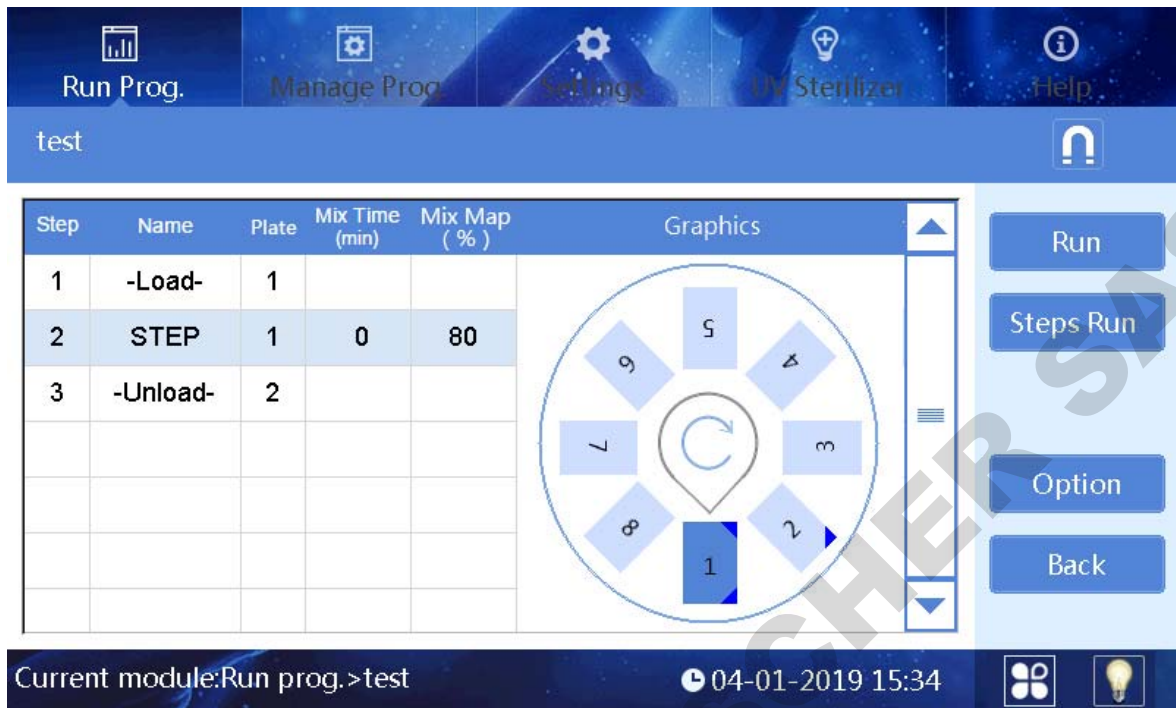 Run Prog.
Manage Prog.
Settings
UV Sterilizer
Help
test
Step Name Plate Mix Time (min) Mix Map ( % ) Graphics
1 -Load- 1
2 STEP 1 0 80
3 -Unload- 2
5
6 4
7 3
8 2
1
Run
Steps Run
Option
Back
Current module:Run prog.>test
04-01-2019 15:34